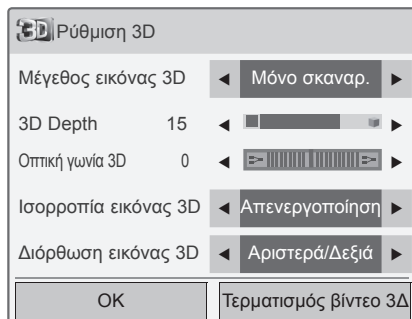 3D Ρύθμιση 3D
Μέγεθος εικόνας 3D Μόνο σκαναρ.
3D Depth 15
Οπτική γωνία 3D 0
Ισορροπία εικόνας 3D Απενεργοποίηση
Διόρθωση εικόνας 3D Αριστερά/Δεξιά
OK Τερματισμός βίντεο 3Δ